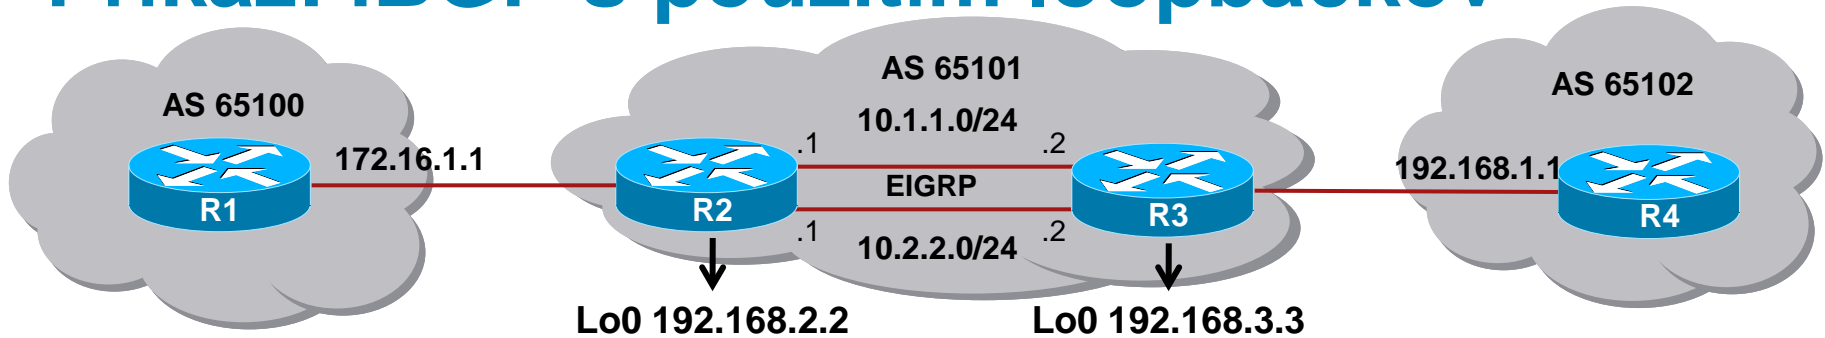 AS 65100
AS 65101
AS 65102
10.1.1.0/24
172.16.1.1
.1
.2
192.168.1.1
EIGRP
R1
R2
R3
R4
.1
.2
10.2.2.0/24
Lo0 192.168.2.2
Lo0 192.168.3.3